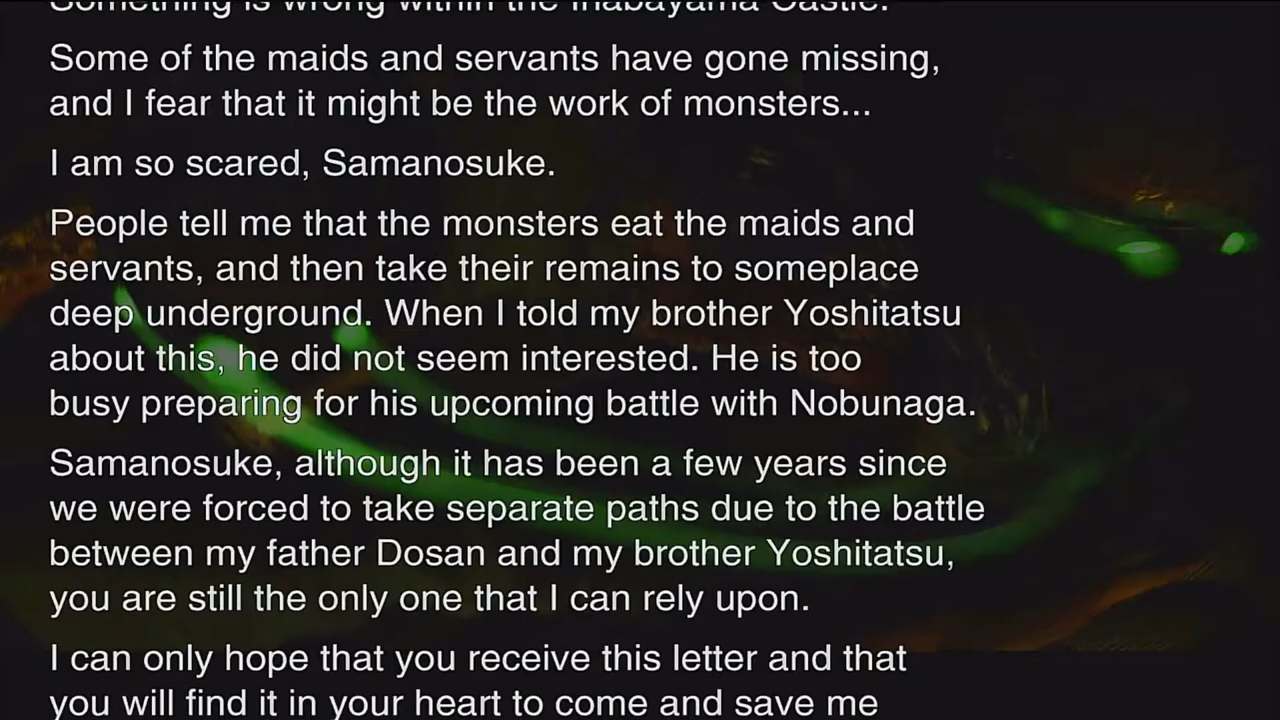 Something is wrong within the Inabayama Castle.
Some of the maids and servants have gone missing,
and I fear that it might be the work of monsters...
I am so scared, Samanosuke.
People tell me that the monsters eat the maids and
servants, and then take their remains to someplace
deep underground. When I told my brother Yoshitatsu
about this, he did not seem interested. He is too
busy preparing for his upcoming battle with Nobunaga.
Samanosuke, although it has been a few years since
we were forced to take separate paths due to the battle
between my father Dosan and my brother Yoshitatsu,
you are still the only one that I can rely upon.
I can only hope that you receive this letter and that
you will find it in your heart to come and save me